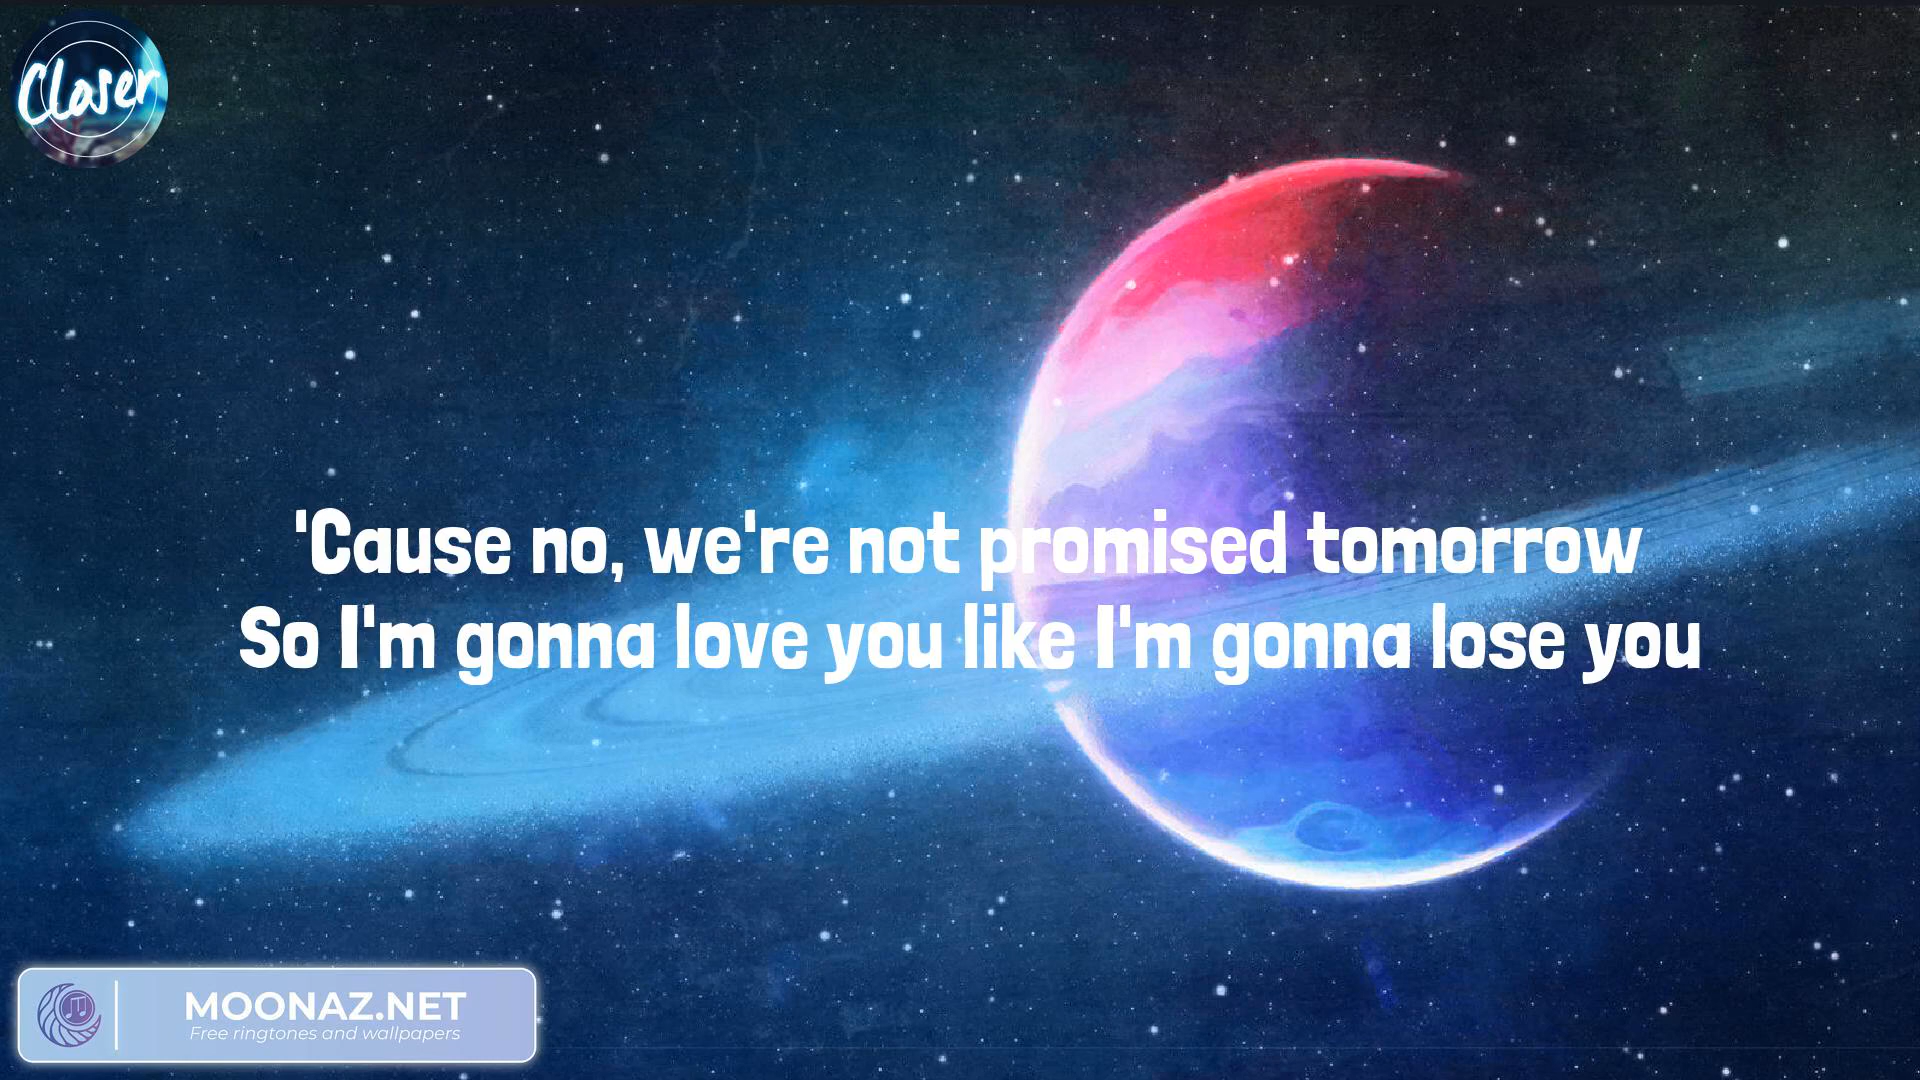 Closer
'Cause no, we're not promised tomorrow
So I'm gonna love you like I'm gonna lose you
MOONAZ.NET
Free ringtones and wallpapers